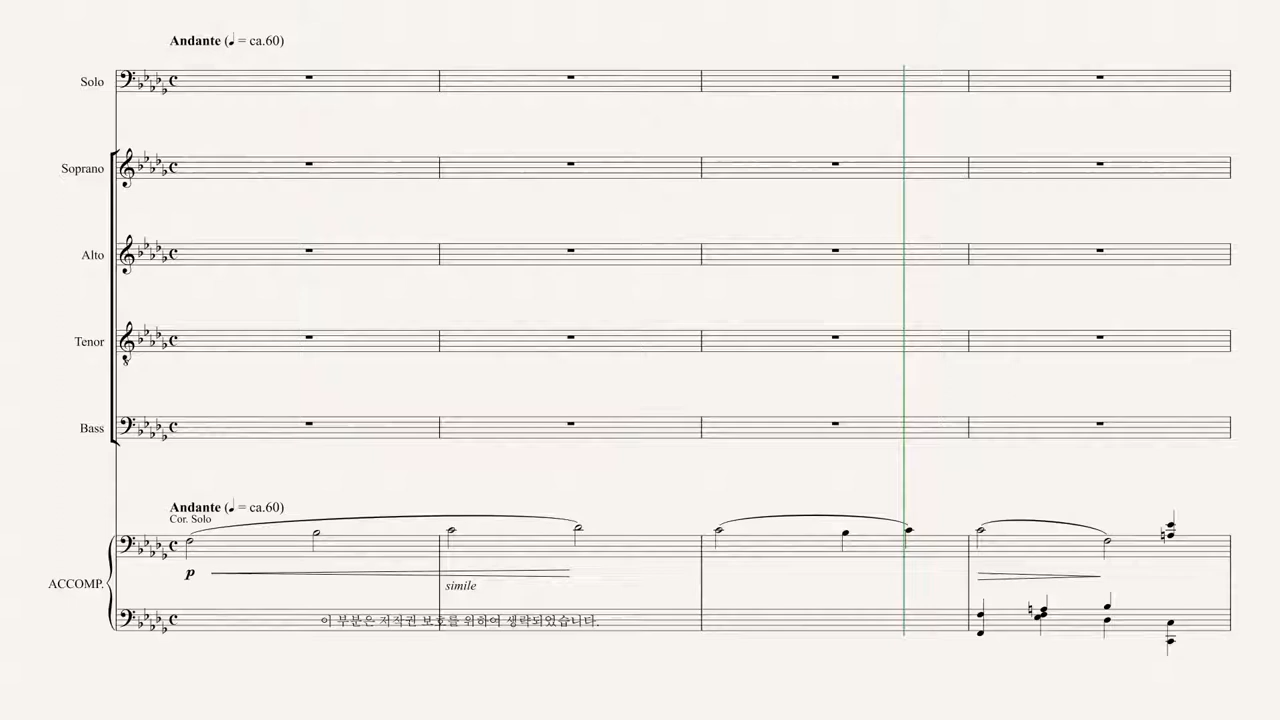 Andante (♩ = ca.60)
Solo
Soprano
Alto
Tenor
Bass
Andante (♩ = ca.60)
Cor. Solo
p
simile
ACCOMP.
이 부분은 저작권 보호를 위하여 생략되었습니다.